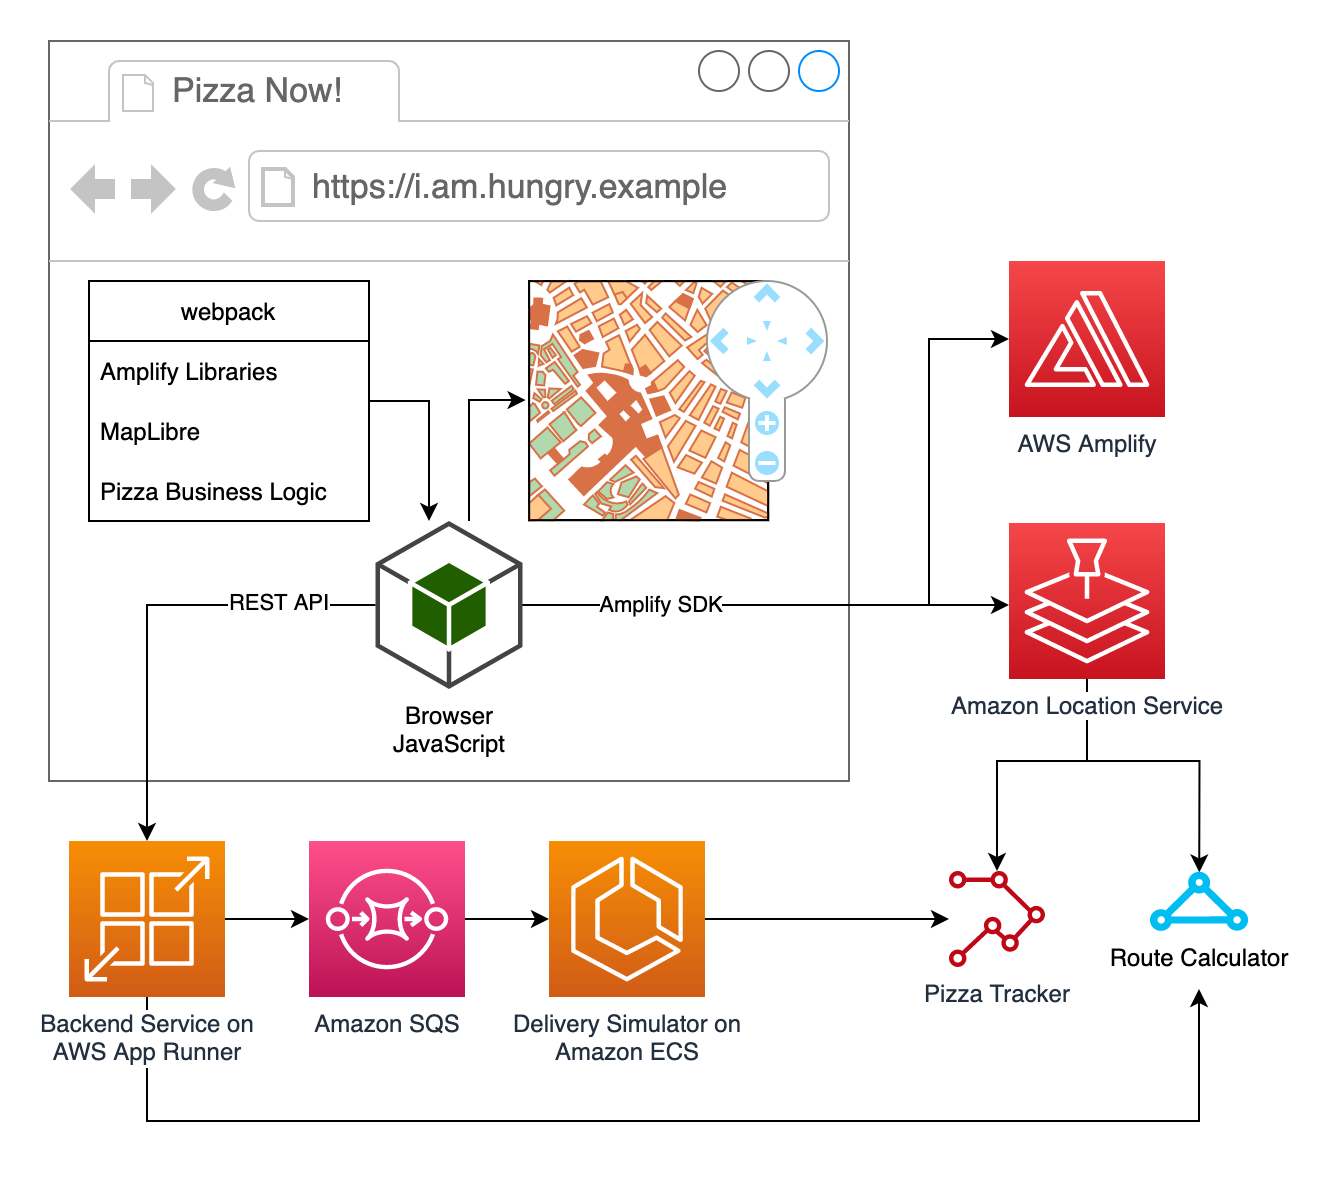 Pizza Now!
https://i.am.hungry.example
webpack
Amplify Libraries
MapLibre
Pizza Business Logic
AWS Amplify
REST API
Amplify SDK
Browser
JavaScript
Amazon Location Service
Backend Service on
AWS App Runner
Amazon SQS
Delivery Simulator on
Amazon ECS
Pizza Tracker
Route Calculator